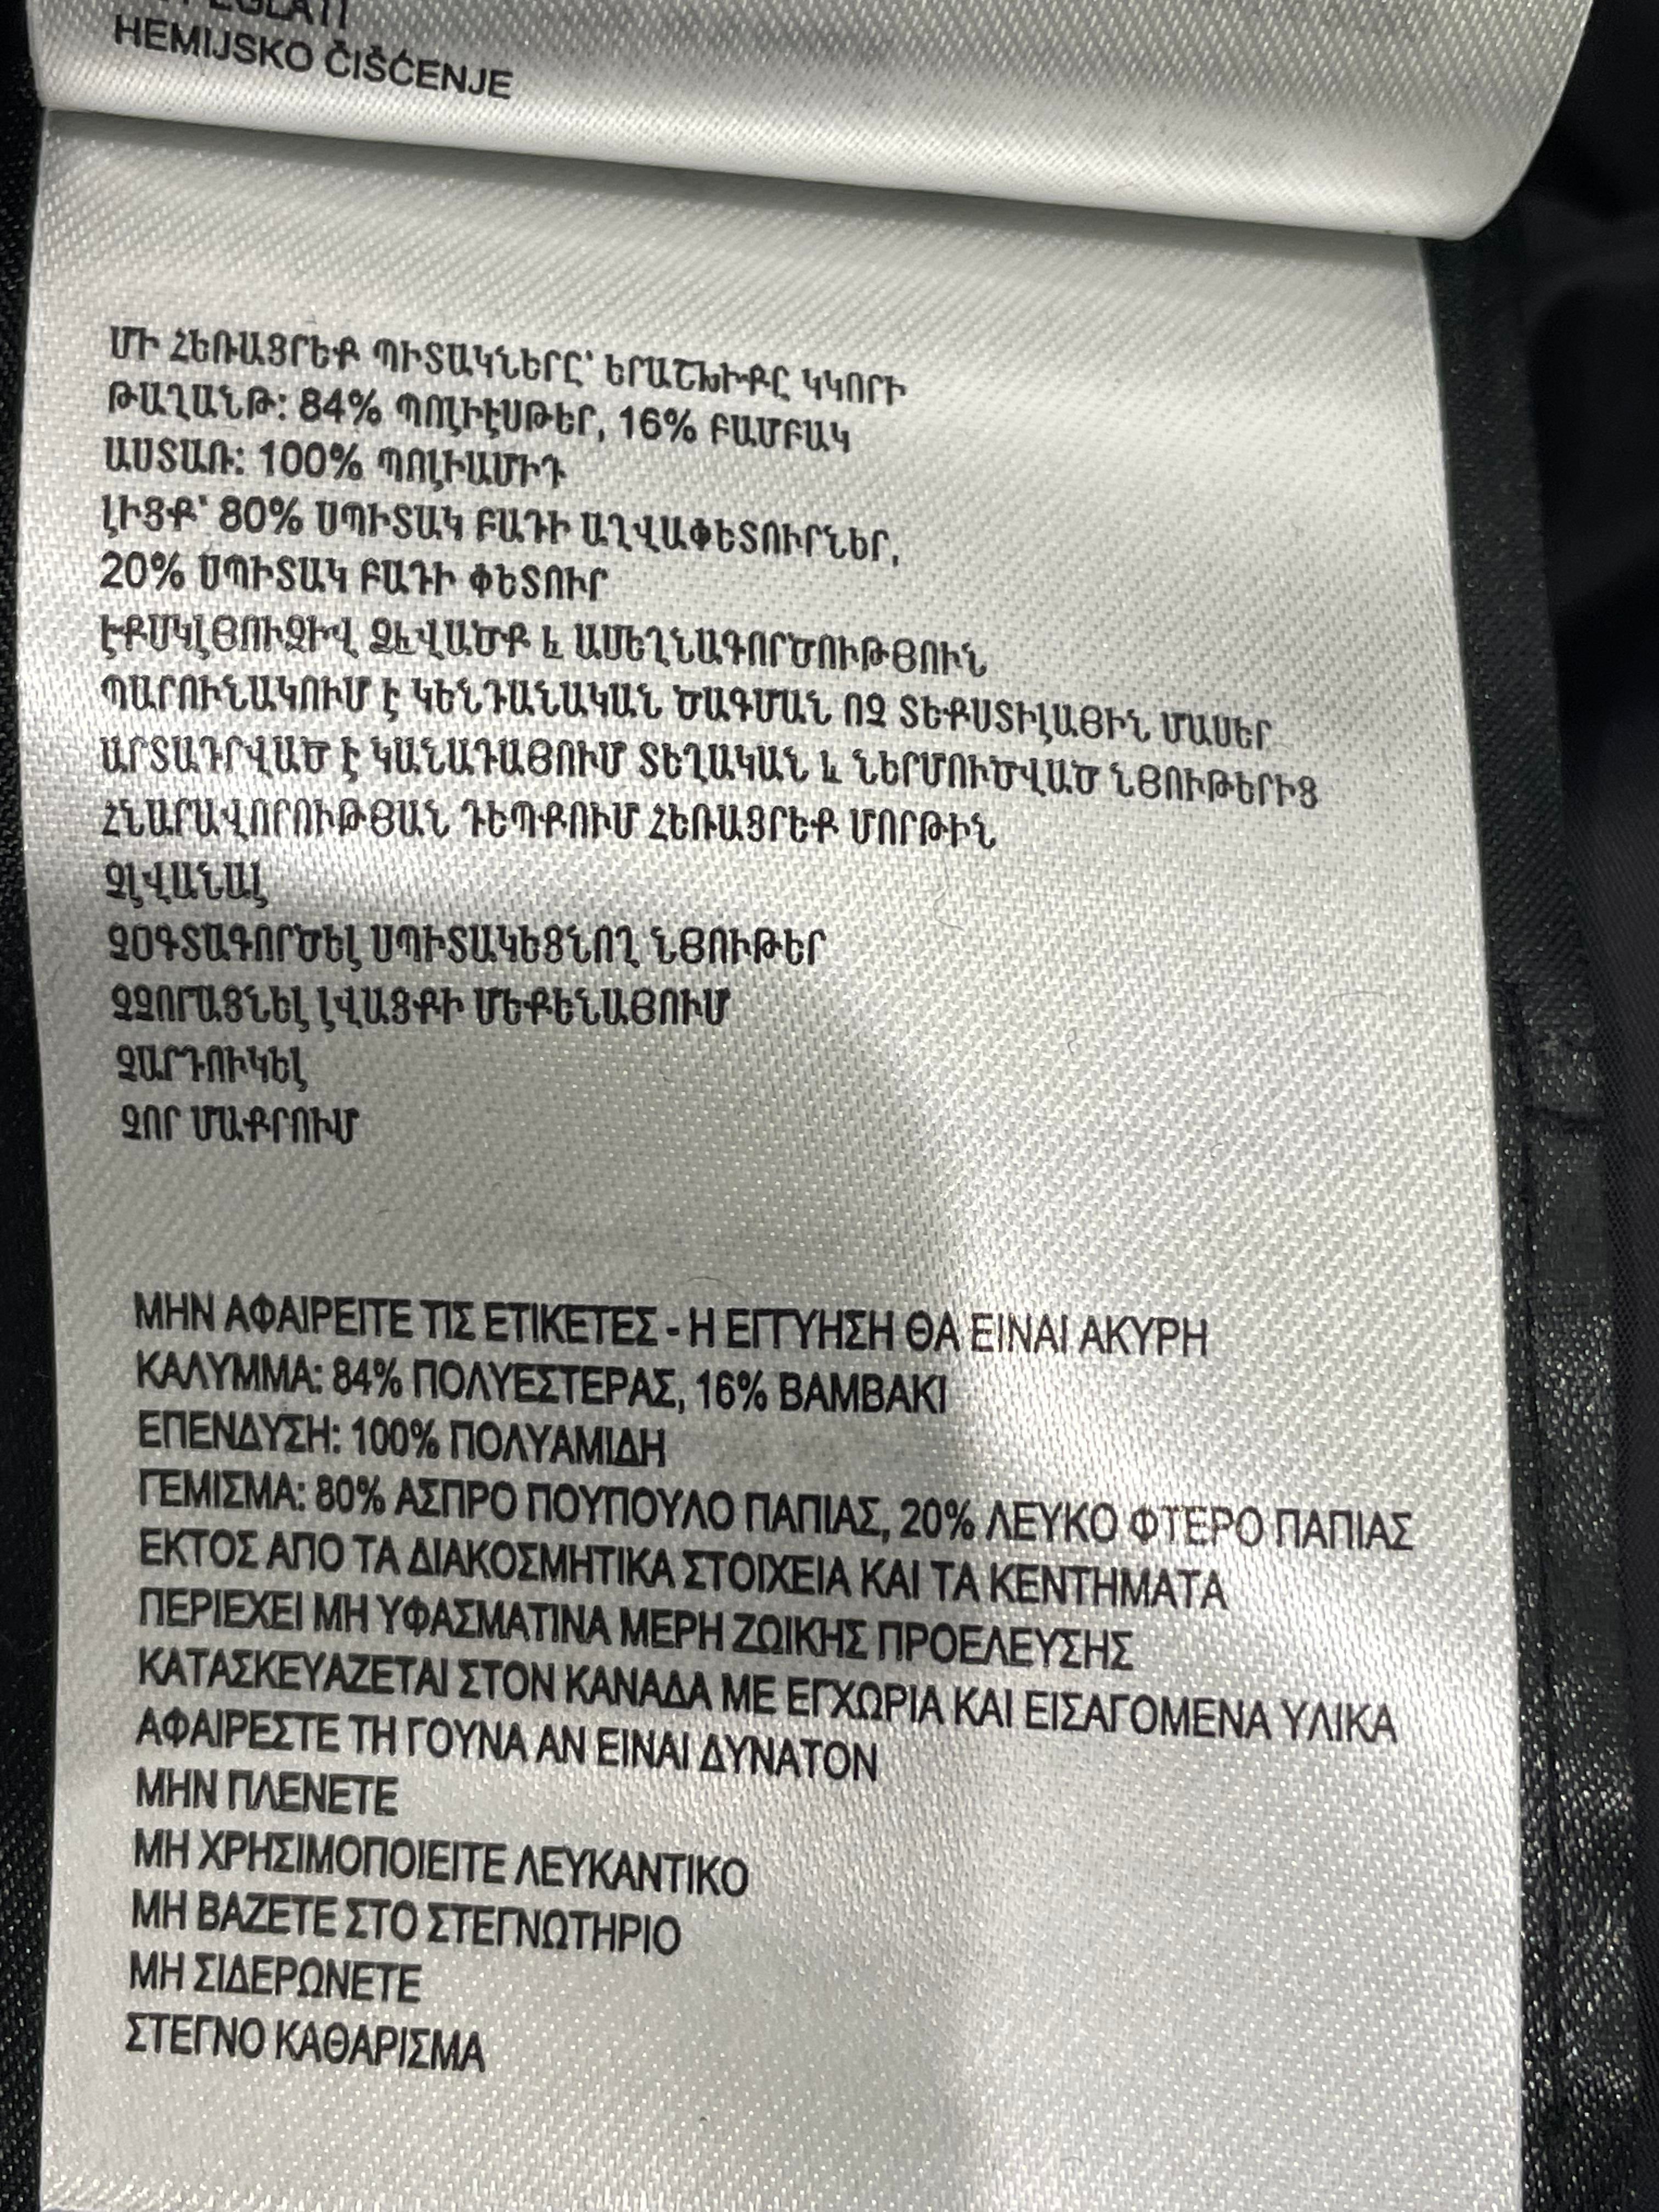 HEMIJSKO ČIŠĆENJE
ՄԻ ՀԵՌԱՑՐԵՔ ՊԻՏԱԿՆԵՐԸ՝ ԵՐԱՇԽԻՔԸ ԿԿՈՐԻ
ԹԱՂԱՆԹ: 84% ՊՈԼԻԷՍԹԵՐ, 16% ԲԱՄԲԱԿ
ԱՍՏԱՌ: 100% ՊՈԼԻԱՄԻԴ
ԼԻՑՔ՝ 80% ՍՊԻՏԱԿ ԲԱԴԻ ԱՂՎԱՓԵՏՈՒՐՆԵՐ,
20% ՍՊԻՏԱԿ ԲԱԴԻ ՓԵՏՈՒՐ
ԷՔՍԿԼՅՈՒԶԻՎ ՁԵՎՎԱԾՔ և ԱՍԵՂՆԱԳՈՐԾՈՒԹՅՈՒՆ
ՊԱՐՈՒՆԱԿՈՒՄ Է ԿԵՆԴԱՆԱԿԱՆ ԾԱԳՄԱՆ ՈՉ ՏԵՔՍՏԻԼԱՅԻՆ ՄԱՍԵՐ
ԱՐՏԱԴՐՎԱԾ Է ԿԱՆԱԴԱՅՈՒՄ ՏԵՂԱԿԱՆ և ՆԵՐՄՈՒԾՎԱԾ ՆՅՈՒԹԵՐԻՑ
ՀՆԱՐԱՎՈՐՈՒԹՅԱՆ ԴԵՊՔՈՒՄ ՀԵՌԱՑՐԵՔ ՄՈՐԹԻՆ
ՉԼՎԱՆԱԼ
ՉՕԳՏԱԳՈՐԾԵԼ ՍՊԻՏԱԿԵՑՆՈՂ ՆՅՈՒԹԵՐ
ՉՉՈՐԱՑՆԵԼ ԼՎԱՑՔԻ ՄԵՔԵՆԱՅՈՒՄ
ՉԱՐԴՈՒԿԵԼ
ՉՈՐ ՄԱՔՐՈՒՄ
ΜΗΝ ΑΦΑΙΡΕΙΤΕ ΤΙΣ ΕΤΙΚΕΤΕΣ - Η ΕΓΓΥΗΣΗ ΘΑ ΕΙΝΑΙ ΑΚΥΡΗ
ΚΑΛΥΜΜΑ: 84% ΠΟΛΥΕΣΤΕΡΑΣ, 16% ΒΑΜΒΑΚΙ
ΕΠΕΝΔΥΣΗ: 100% ΠΟΛΥΑΜΙΔΗ
ΓΕΜΙΣΜΑ: 80% ΑΣΠΡΟ ΠΟΥΠΟΥΛΟ ΠΑΠΙΑΣ, 20% ΛΕΥΚΟ ΦΤΕΡΟ ΠΑΠΙΑΣ
ΕΚΤΟΣ ΑΠΟ ΤΑ ΔΙΑΚΟΣΜΗΤΙΚΑ ΣΤΟΙΧΕΙΑ ΚΑΙ ΤΑ ΚΕΝΤΗΜΑΤΑ
ΠΕΡΙΕΧΕΙ ΜΗ ΥΦΑΣΜΑΤΙΝΑ ΜΕΡΗ ΖΩΙΚΗΣ ΠΡΟΕΛΕΥΣΗΣ
ΚΑΤΑΣΚΕΥΑΖΕΤΑΙ ΣΤΟΝ ΚΑΝΑΔΑ ΜΕ ΕΓΧΩΡΙΑ ΚΑΙ ΕΙΣΑΓΟΜΕΝΑ ΥΛΙΚΑ
ΑΦΑΙΡΕΣΤΕ ΤΗ ΓΟΥΝΑ ΑΝ ΕΙΝΑΙ ΔΥΝΑΤΟΝ
ΜΗΝ ΠΛΕΝΕΤΕ
ΜΗ ΧΡΗΣΙΜΟΠΟΙΕΙΤΕ ΛΕΥΚΑΝΤΙΚΟ
ΜΗ ΒΑΖΕΤΕ ΣΤΟ ΣΤΕΓΝΩΤΗΡΙΟ
ΜΗ ΣΙΔΕΡΩΝΕΤΕ
ΣΤΕΓΝΟ ΚΑΘΑΡΙΣΜΑ